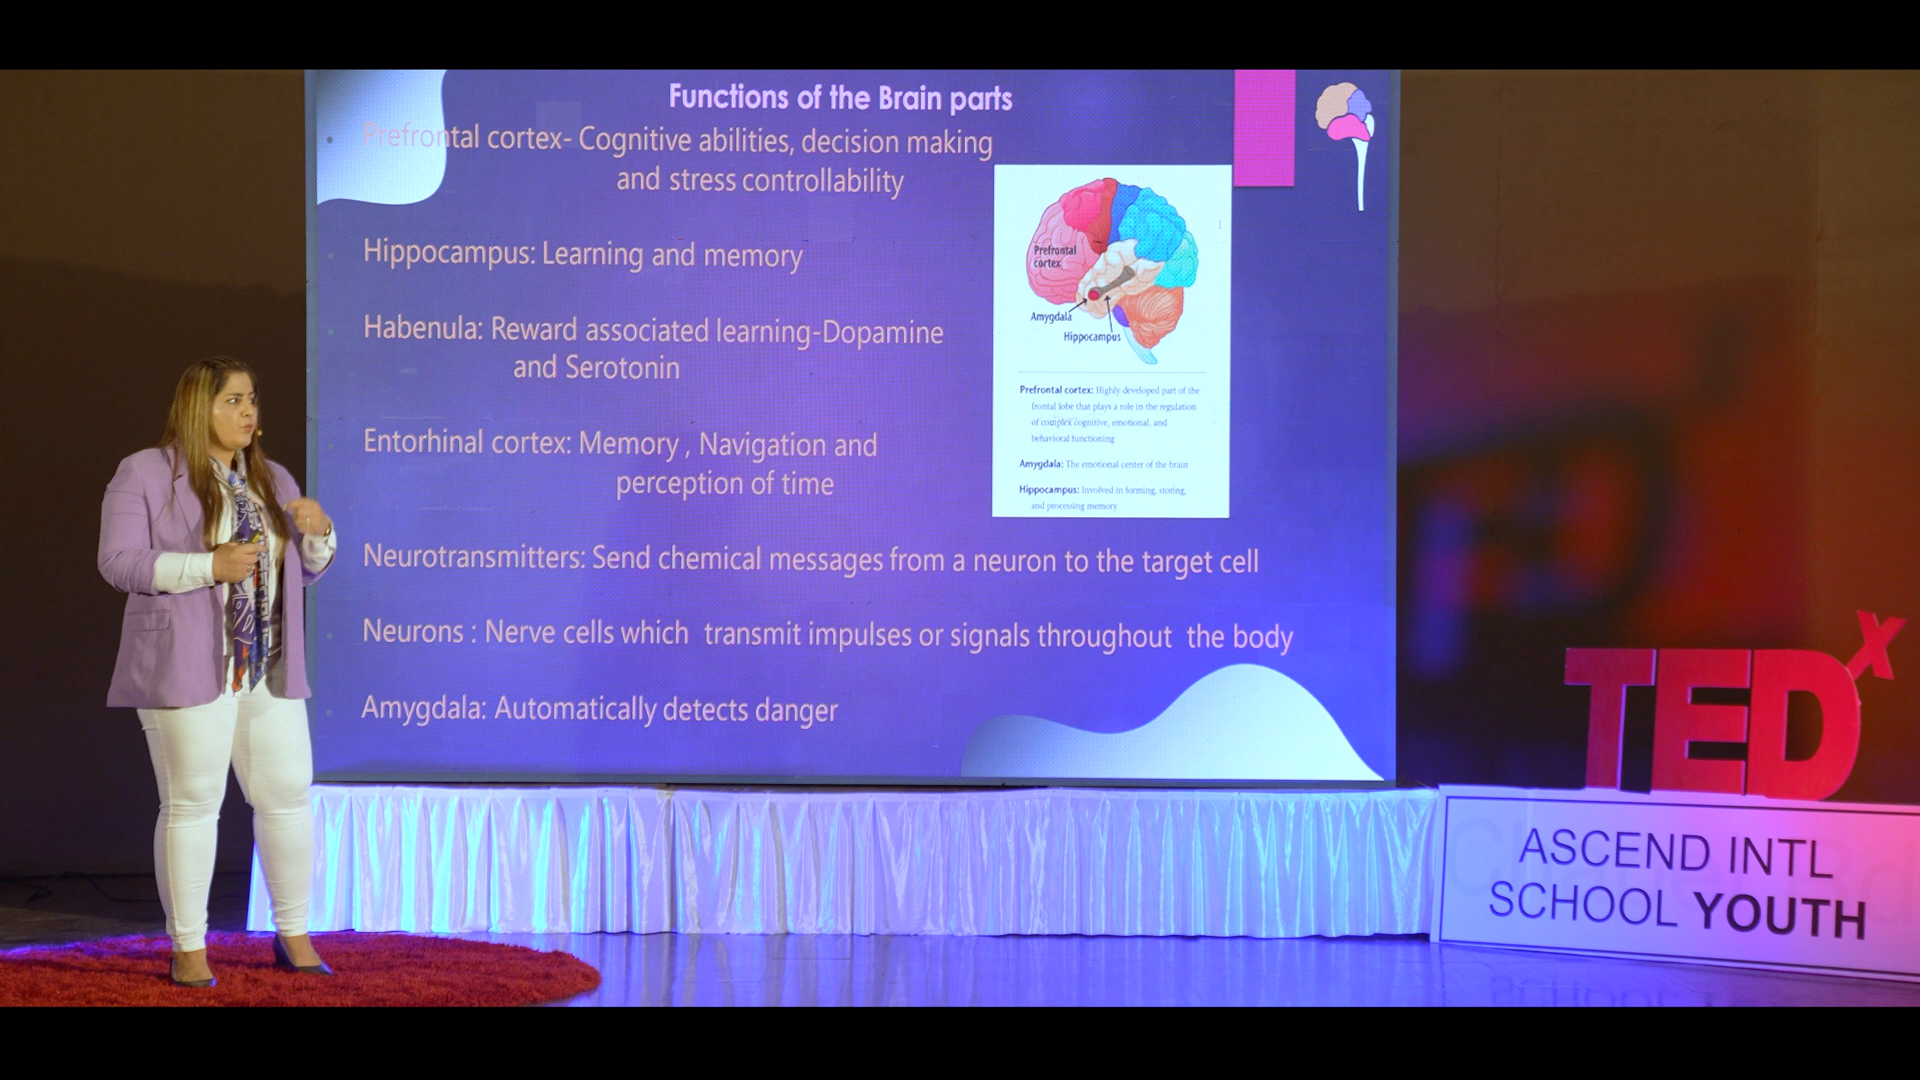 Functions of the Brain parts
Prefrontal cortex- Cognitive abilities, decision making
and stress controllability
Hippocampus: Learning and memory
Habenula: Reward associated learning-Dopamine
and Serotonin
Entorhinal cortex: Memory , Navigation and
perception of time
Neurotransmitters: Send chemical messages from a neuron to the target cell
Neurons : Nerve cells which transmit impulses or signals throughout the body
Amygdala: Automatically detects danger
Prefrontal
cortex
Amygdala
Hippocampus
Prefrontal cortex: Highly developed part of the
frontal lobe that plays a role in the regulation
of complex cognitive, emotional, and
behavioral functioning
Amygdala: The emotional center of the brain
Hippocampus: Involved in forming, storing,
and processing memory
TEDx
ASCEND INTL
SCHOOL YOUTH